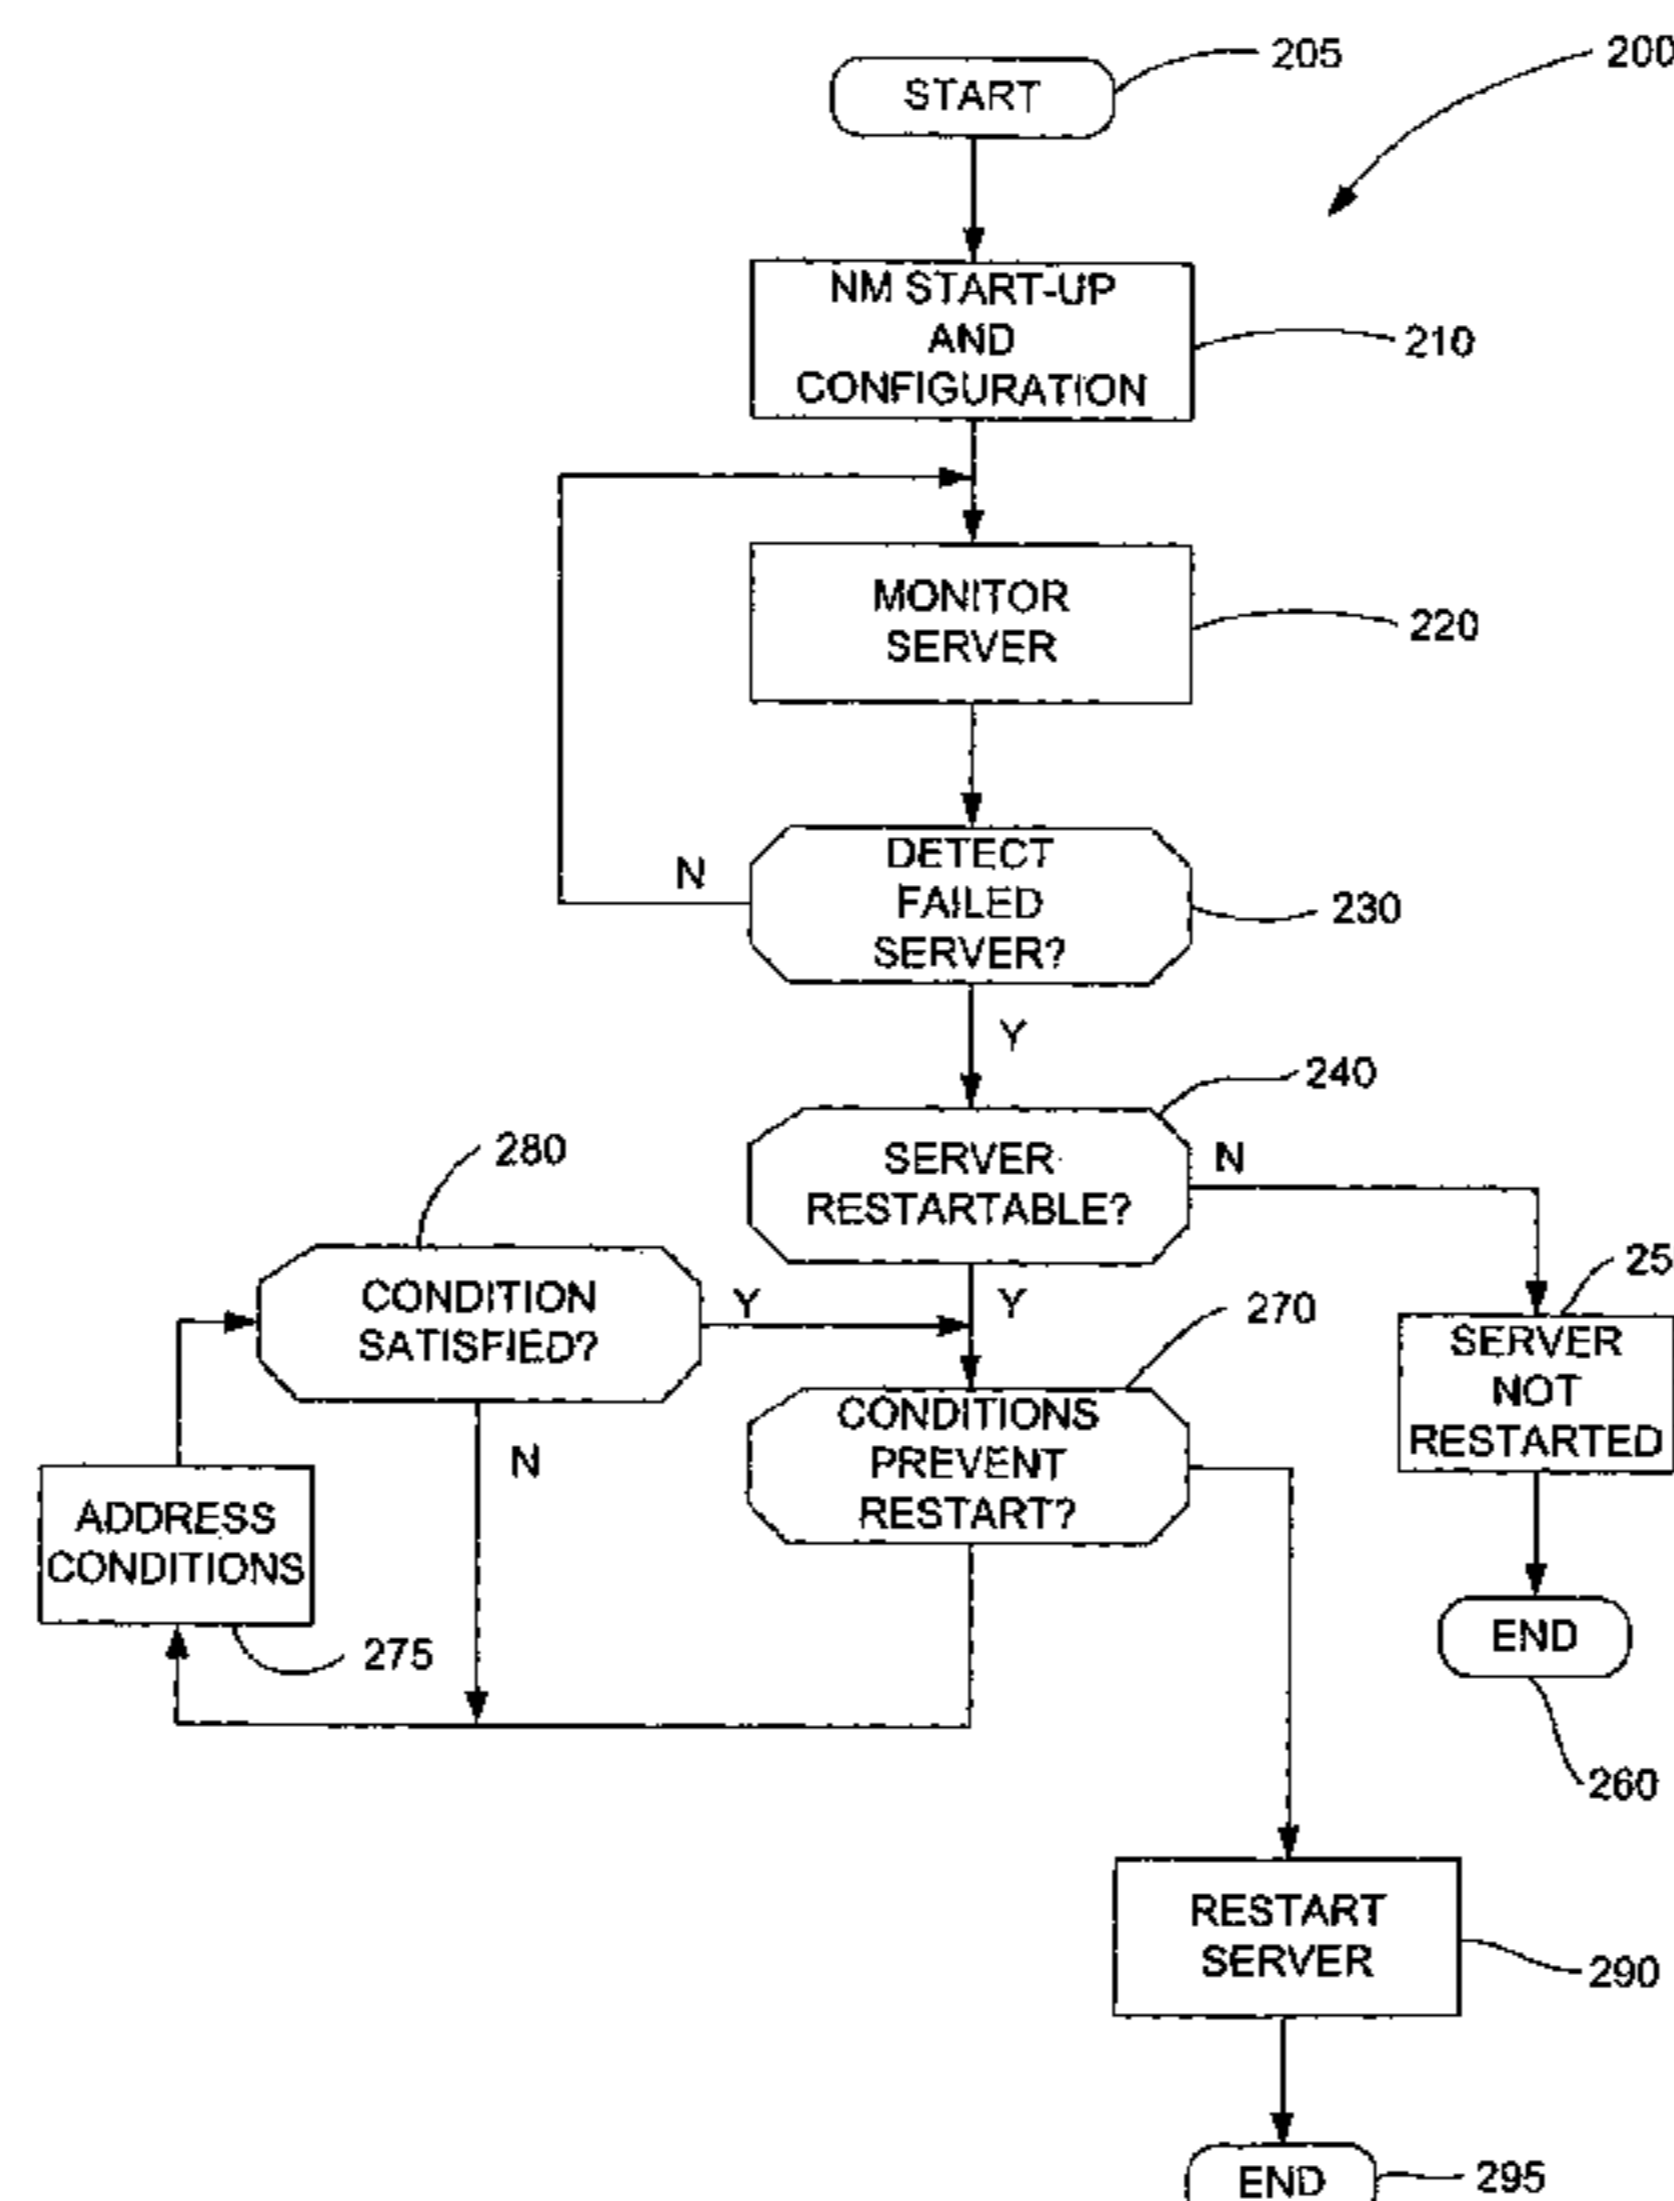 START
205
200
NM START-UP
AND
CONFIGURATION
210
MONITOR
SERVER
220
DETECT
FAILED
SERVER?
230
N
Y
240
SERVER
RESTARTABLE?
N
280
CONDITION
SATISFIED?
Y
Y
270
25
SERVER
NOT
RESTARTED
CONDITIONS
PREVENT
RESTART?
N
ADDRESS
CONDITIONS
275
END
260
RESTART
SERVER
290
END
295